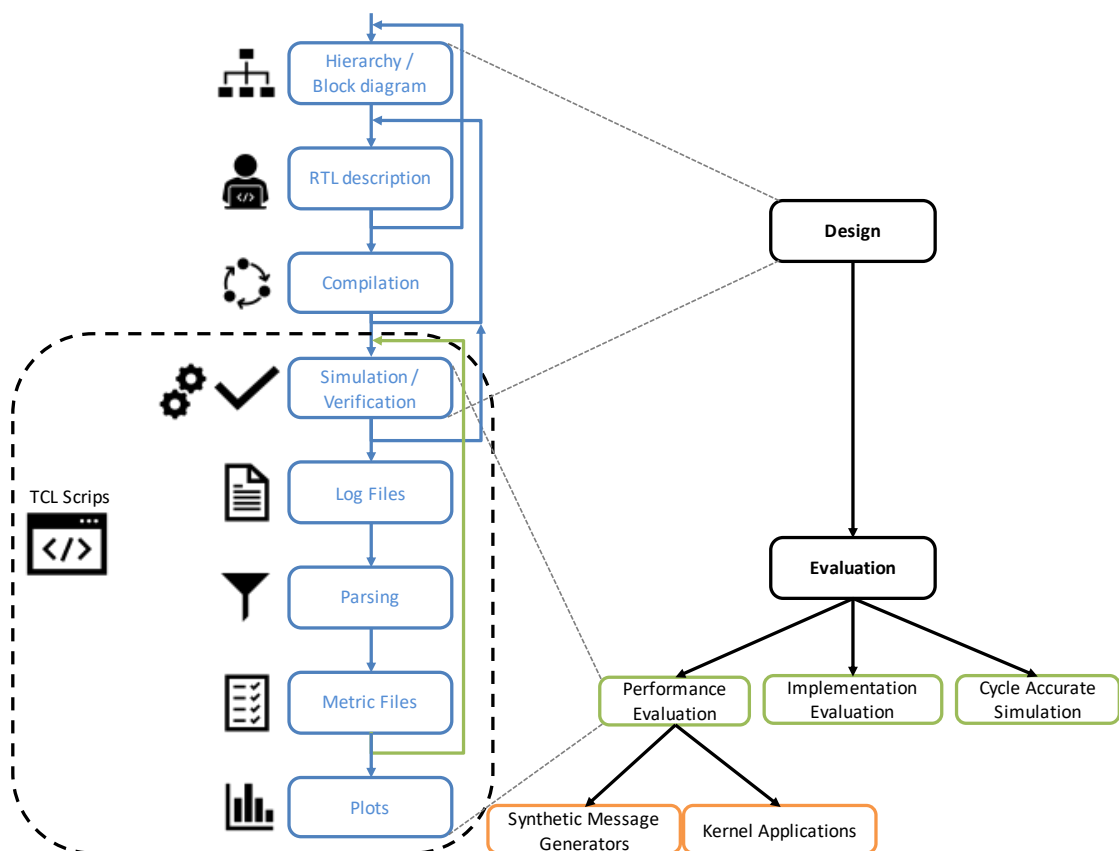 Hierarchy /
Block diagram
RTL description
Compilation
Simulation /
Verification
Log Files
Parsing
Metric Files
Plots
TCL Scrips
Design
Evaluation
Performance
Evaluation
Implementation
Evaluation
Cycle Accurate
Simulation
Synthetic Message
Generators
Kernel Applications